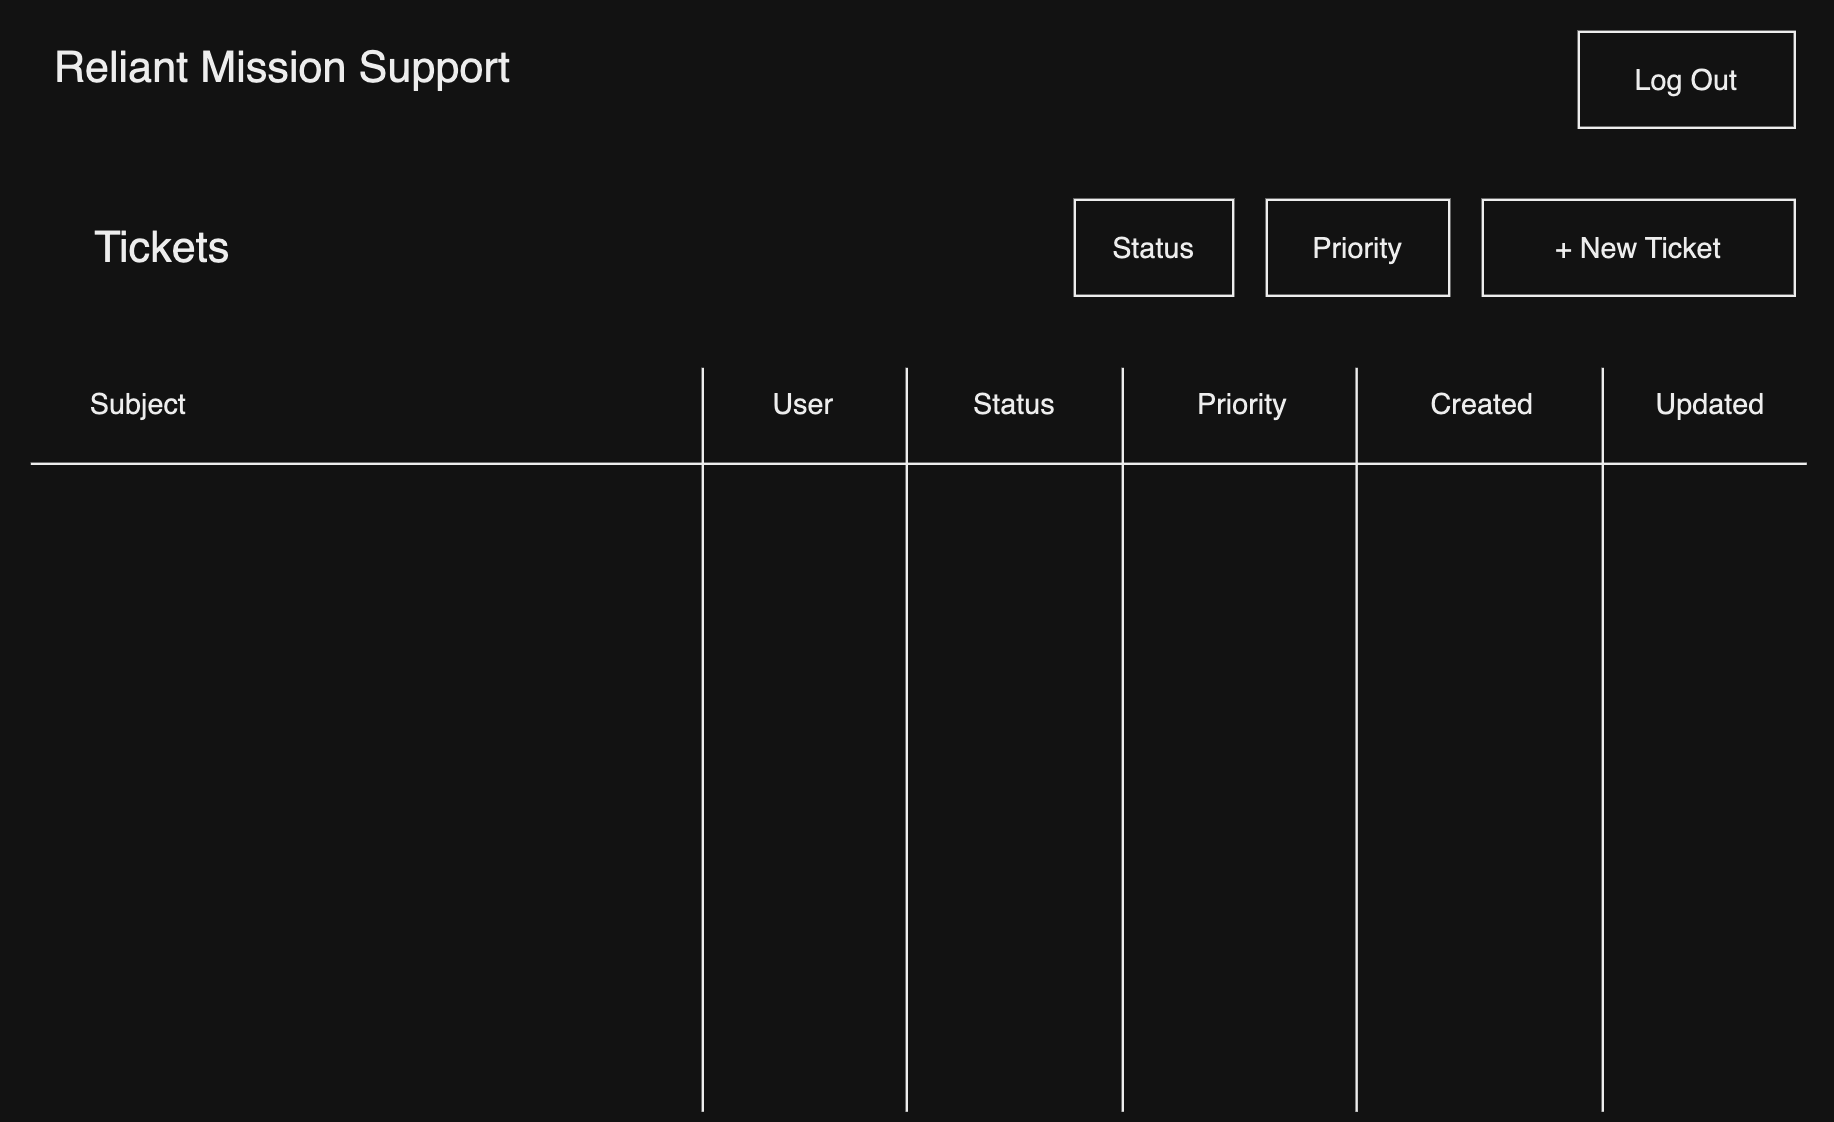 Reliant Mission Support
Log Out
Tickets
Status
Priority
+ New Ticket
Subject
User
Status
Priority
Created
Updated